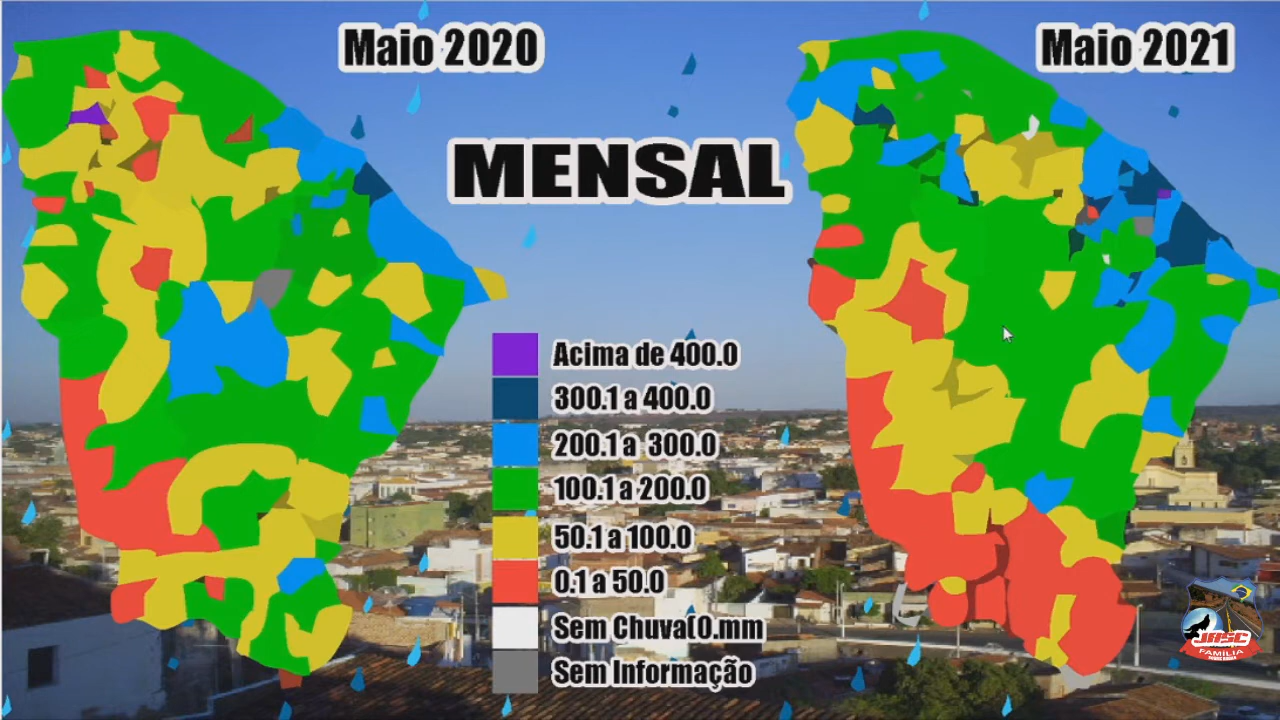 Maio 2020
Maio 2021
MENSAL
Acima de 400.0
300.1 a 400.0
200.1 a 300.0
100.1 a 200.0
50.1 a 100.0
0.1 a 50.0
Sem Chuva(0.mm
Sem Informação
JASC
FAMÍLIA